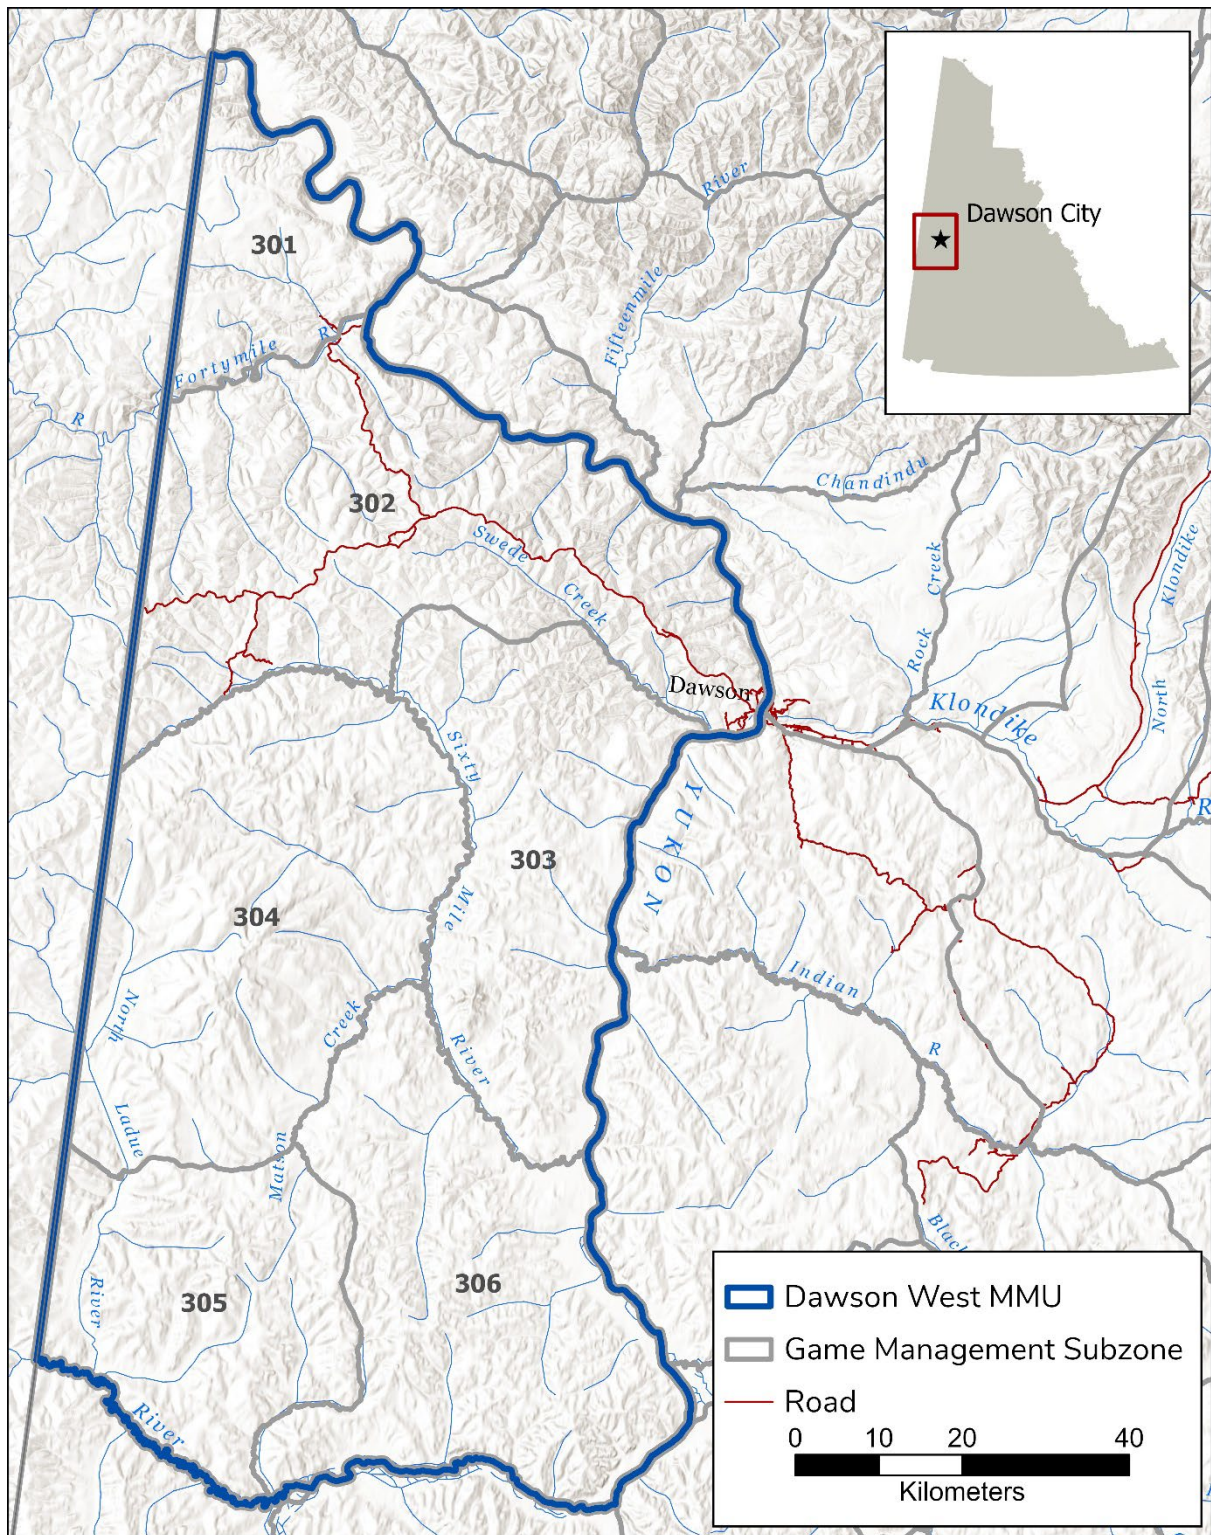 Dawson City
River
301
Fifteenmile
R
Fortymile
R
Chandindu
302
Swede
Creek
Klondike
Creek
Rock
North
Dawson
Klondike
R
Sixty
YUKON
303
Mile
304
Indian
North
Creek
River
R
Ladue
Matson
Black
River
305
306
River
Dawson West MMU
Game Management Subzone
Road
0 10 20 40
Kilometers